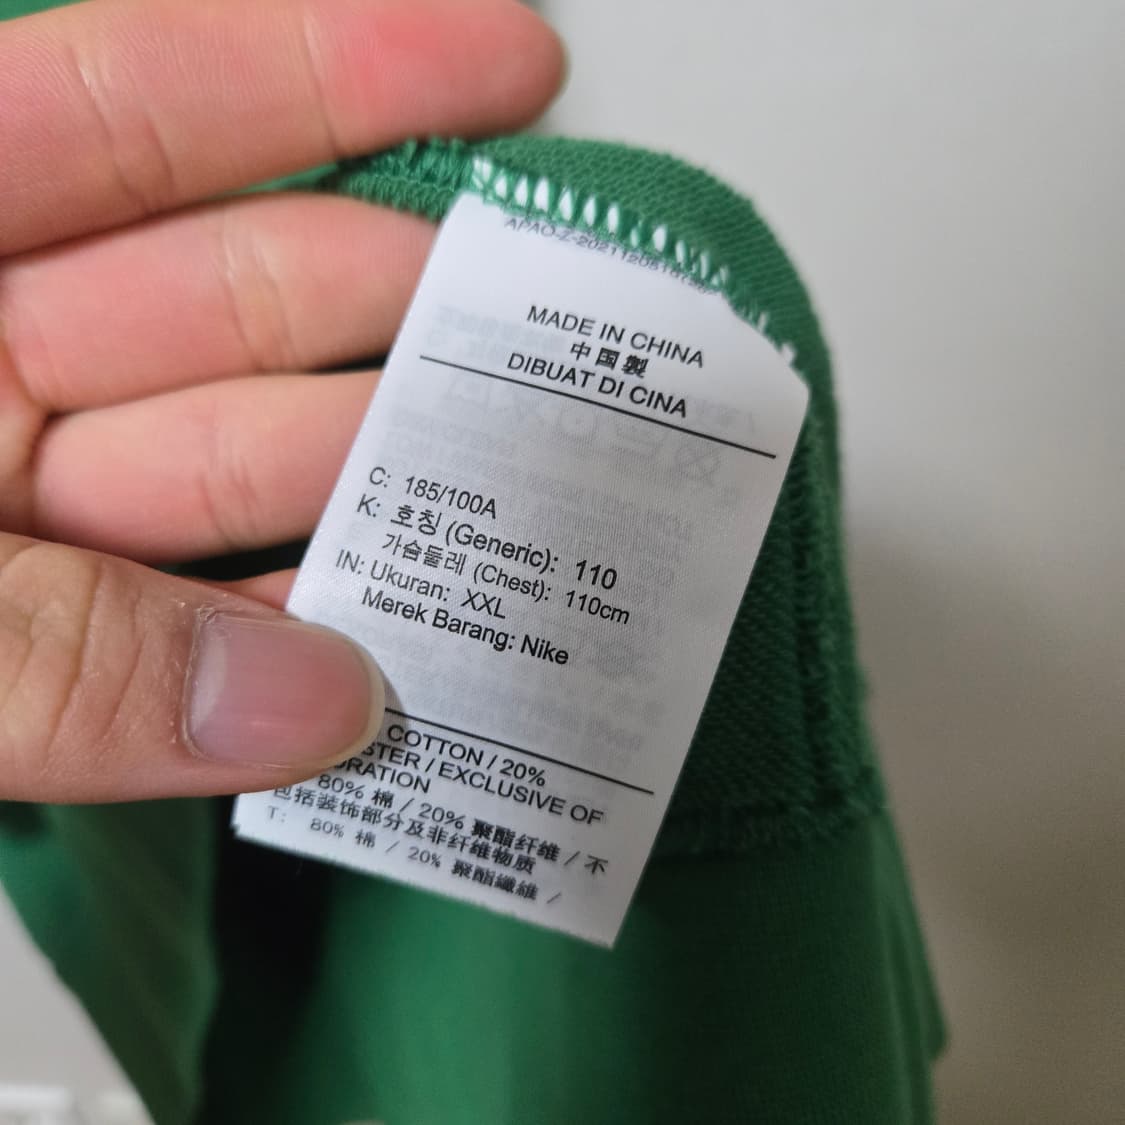 MADE IN CHINA
中国製
DIBUAT DI CINA
C: 185/100A
K: 호칭 (Generic): 110
가슴둘레 (Chest): 110cm
IN: Ukuran: XXL
Merek Barang: Nike
COTTON / 20%
STER / EXCLUSIVE OF
RATION
80% 棉 / 20% 聚酯纤维 / 不
包括装饰部分及非纤维物质
T: 80% 棉 / 20% 聚酯纖維 /